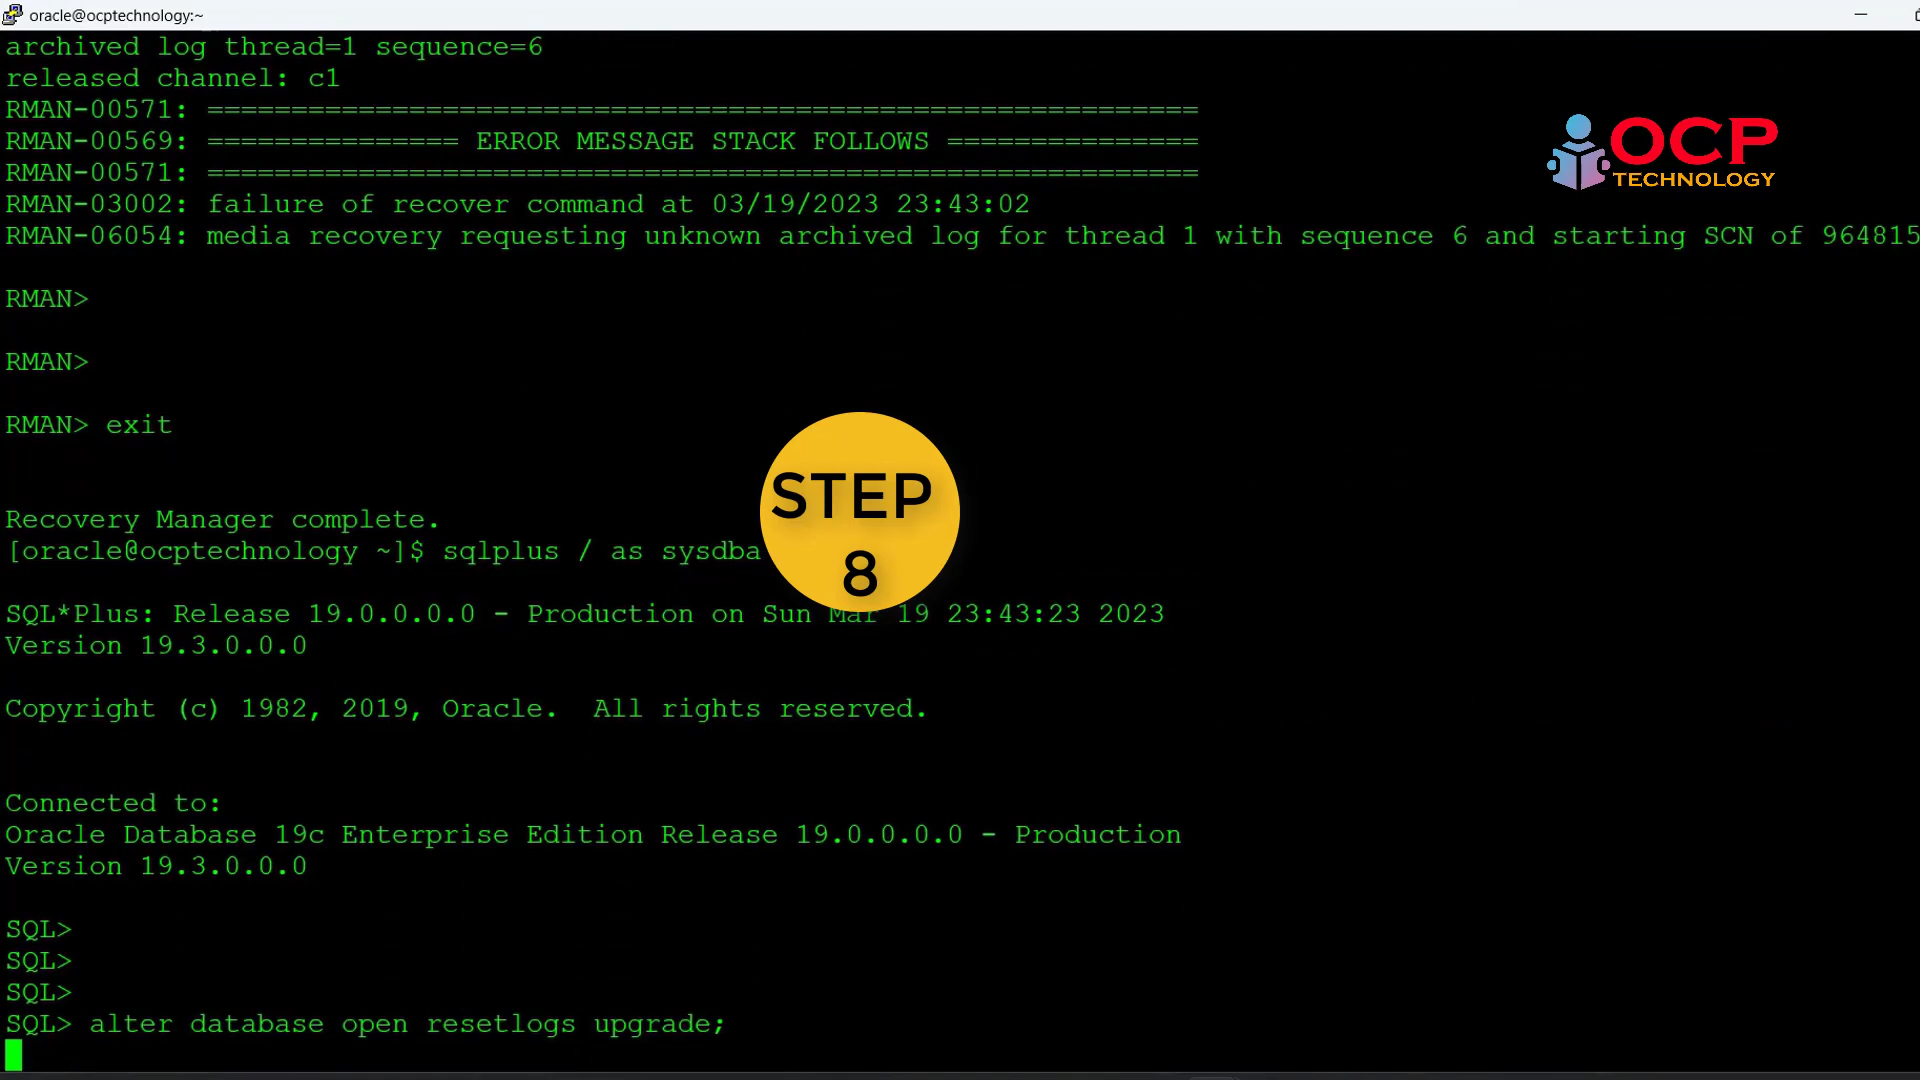 oracle@ocptechnology:~
archived log thread=1 sequence=6
released channel: c1
RMAN-00571: ===========================================================
RMAN-00569: =============== ERROR MESSAGE STACK FOLLOWS ===============
RMAN-00571: ===========================================================
RMAN-03002: failure of recover command at 03/19/2023 23:43:02
RMAN-06054: media recovery requesting unknown archived log for thread 1 with sequence 6 and starting SCN of 964815
OCP
TECHNOLOGY
RMAN>
RMAN>
RMAN> exit
Recovery Manager complete.
[oracle@ocptechnology ~]$ sqlplus / as sysdba
STEP
8
SQL*Plus: Release 19.0.0.0.0 - Production on Sun Mar 19 23:43:23 2023
Version 19.3.0.0.0
Copyright (c) 1982, 2019, Oracle.  All rights reserved.
Connected to:
Oracle Database 19c Enterprise Edition Release 19.0.0.0.0 - Production
Version 19.3.0.0.0
SQL>
SQL>
SQL>
SQL> alter database open resetlogs upgrade;